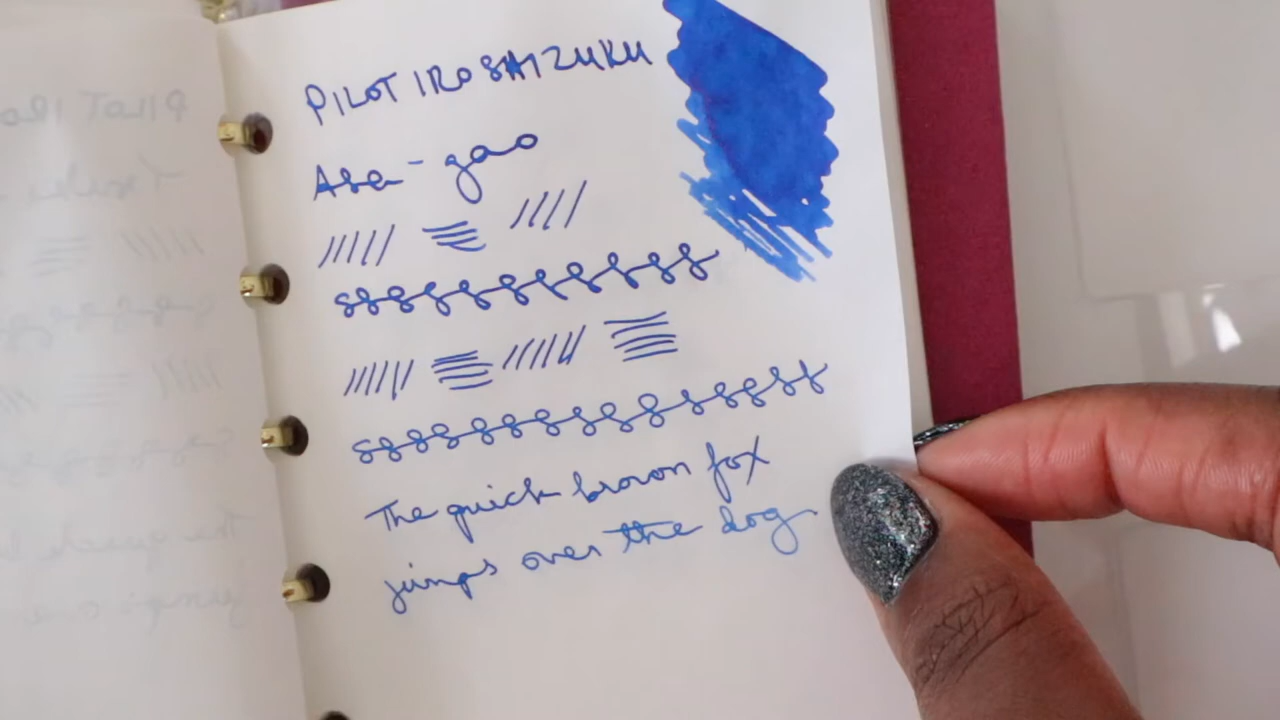 PILOT IROSHIZUKU
Asa-gao
The quick brown fox
jumps over the dog